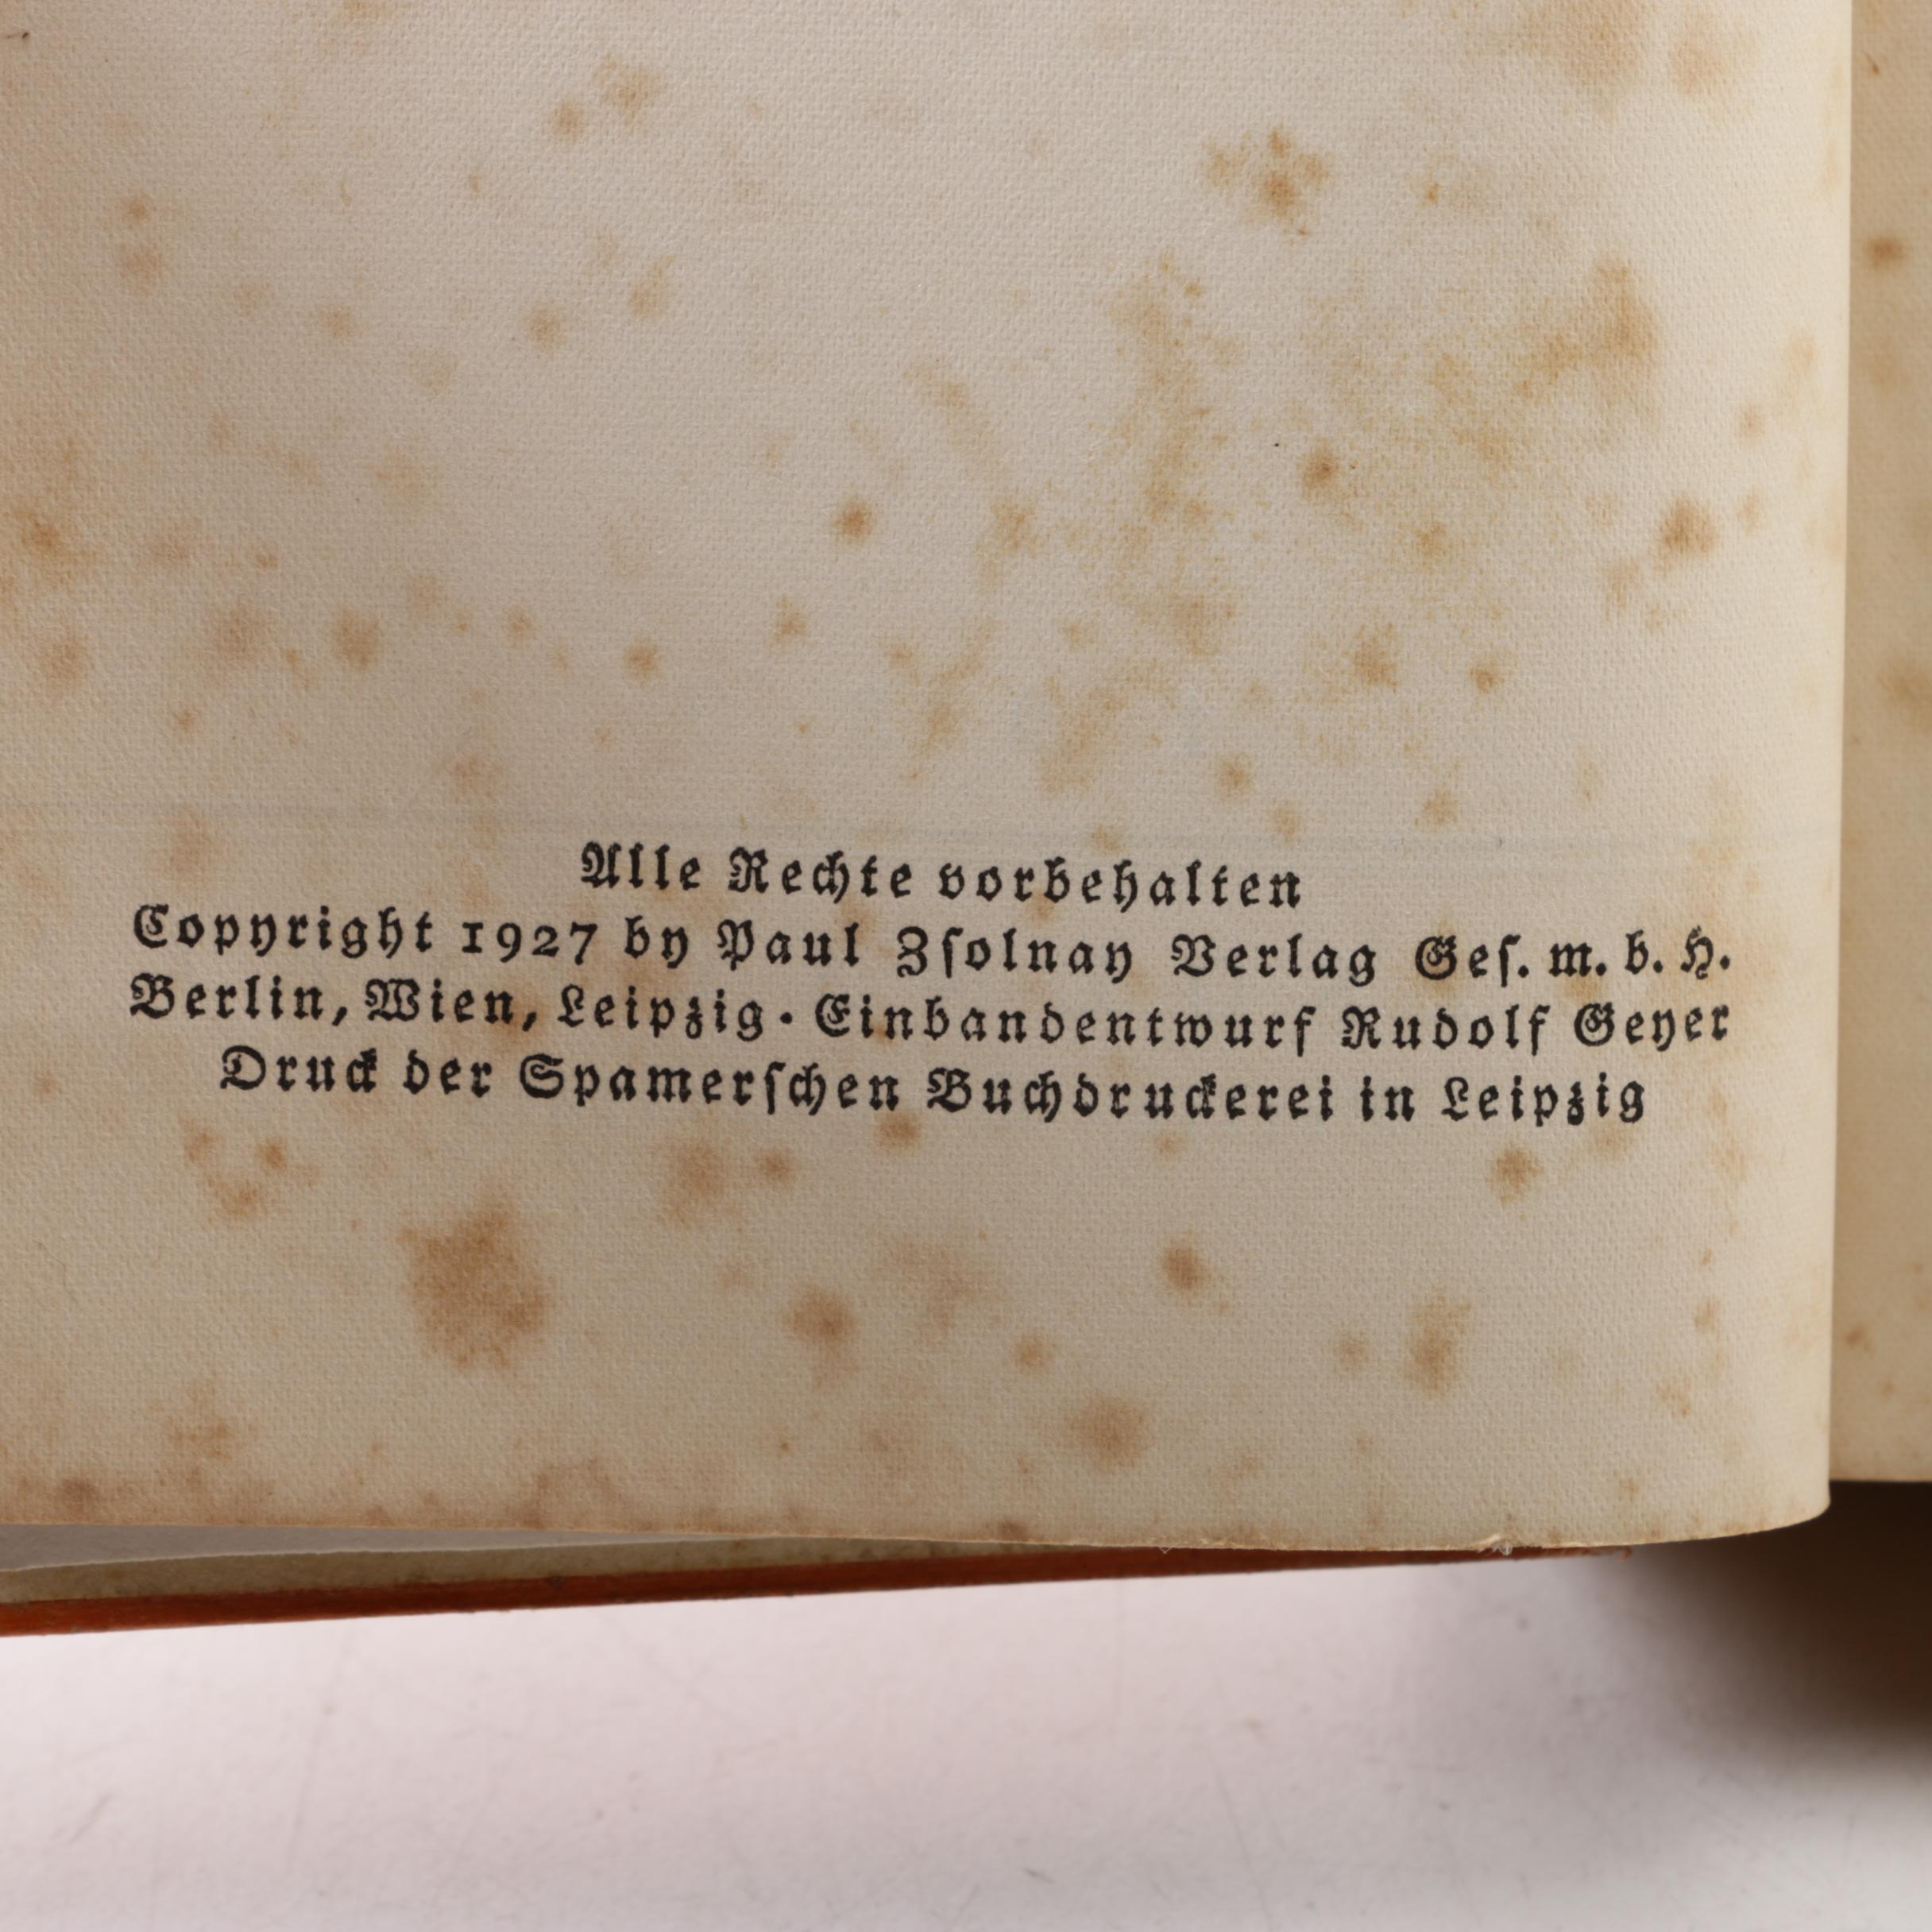 Alle Rechte vorbehalten
Copyright 1927 by Paul Zſolnay Verlag Geſ. m. b. H.
Berlin, Wien, Leipzig · Einbandentwurf Rudolf Geyer
Druck der Spamerſchen Buchdruckerei in Leipzig